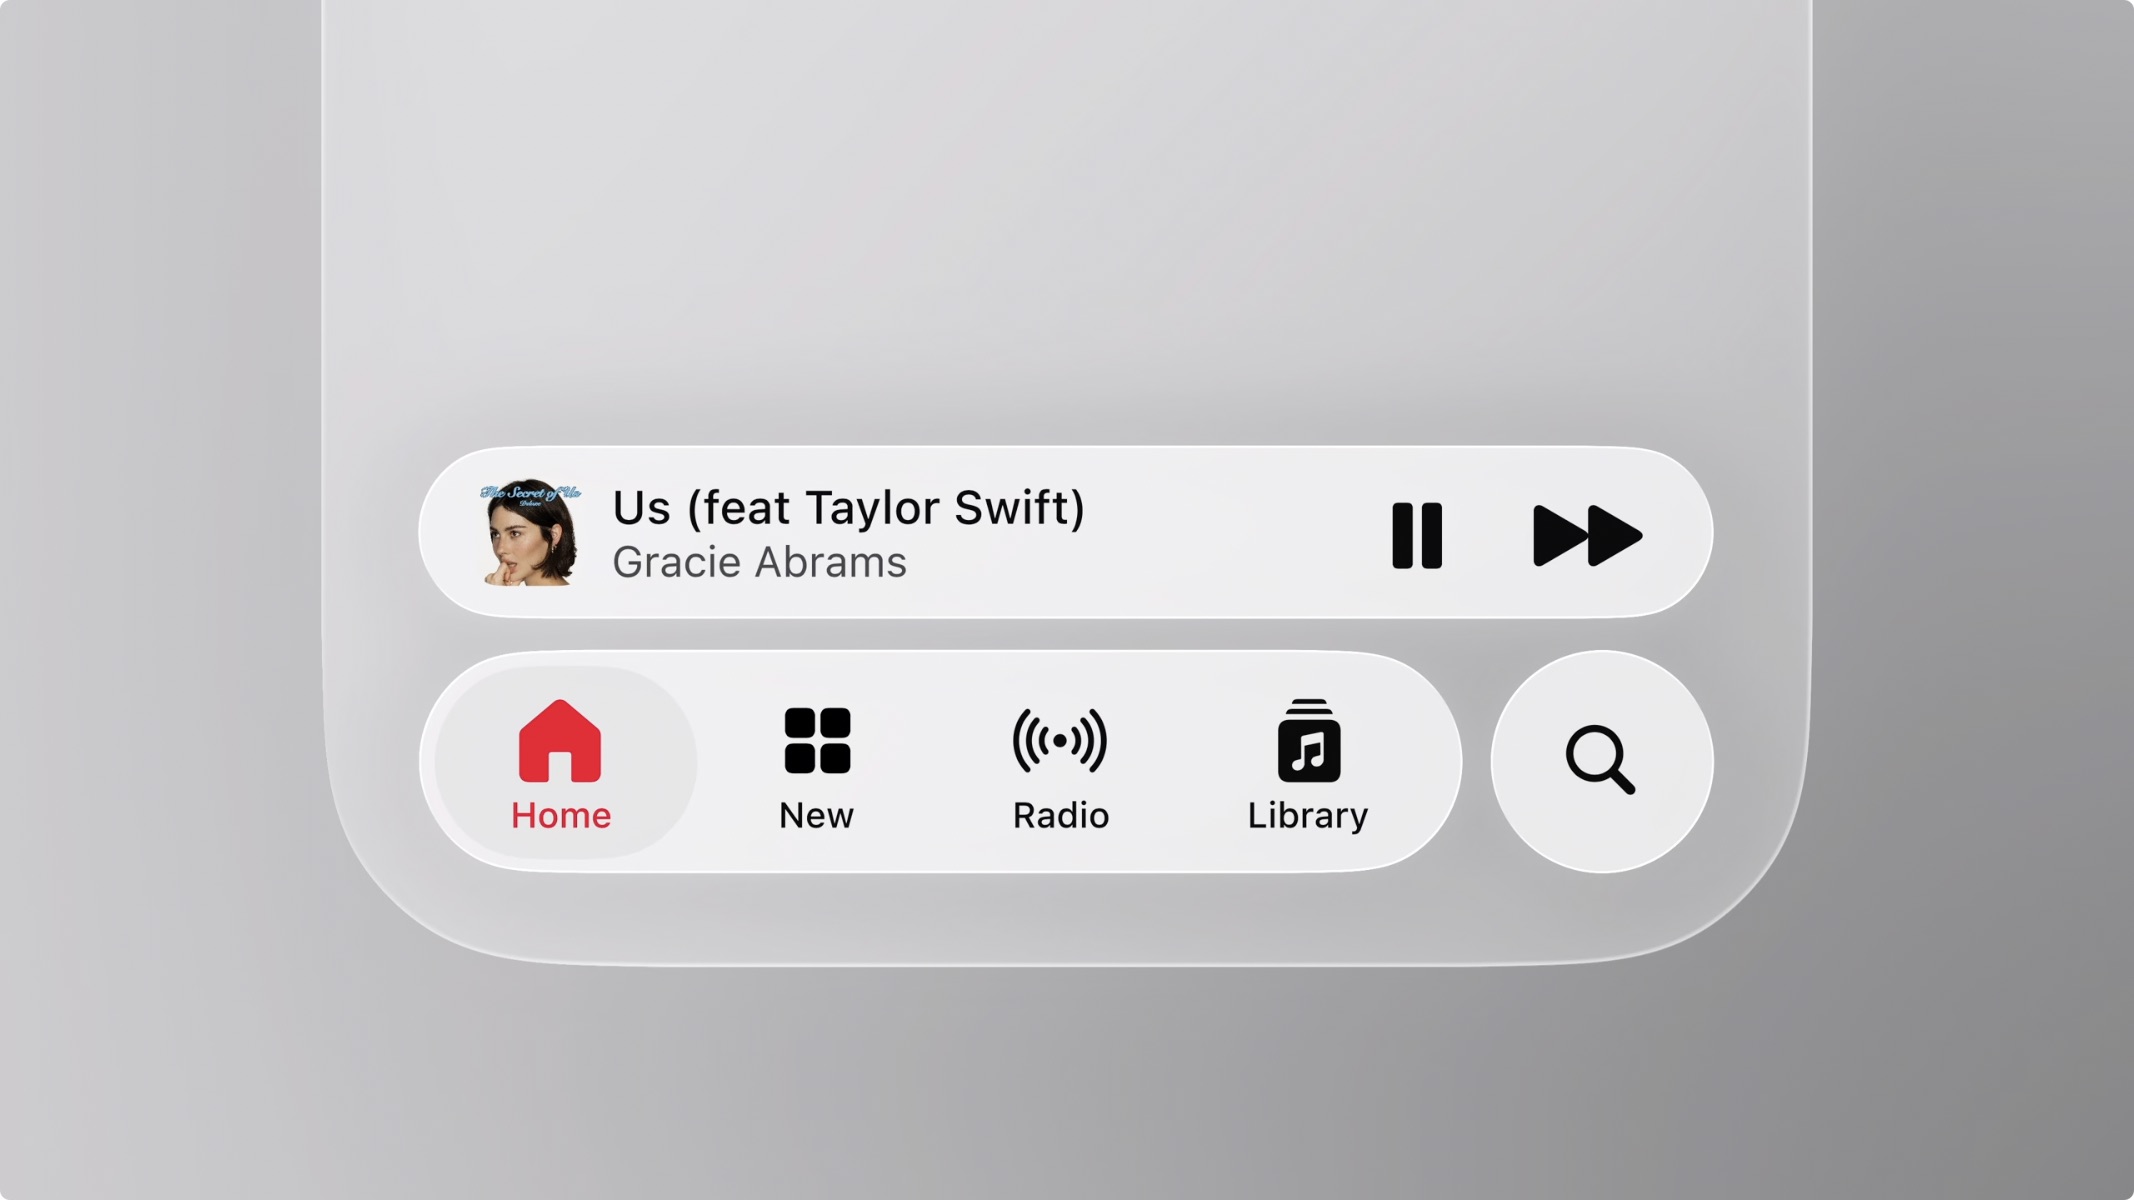 The Secret of Us
Deluxe
Us (feat Taylor Swift)
Gracie Abrams
Home
New
Radio
Library